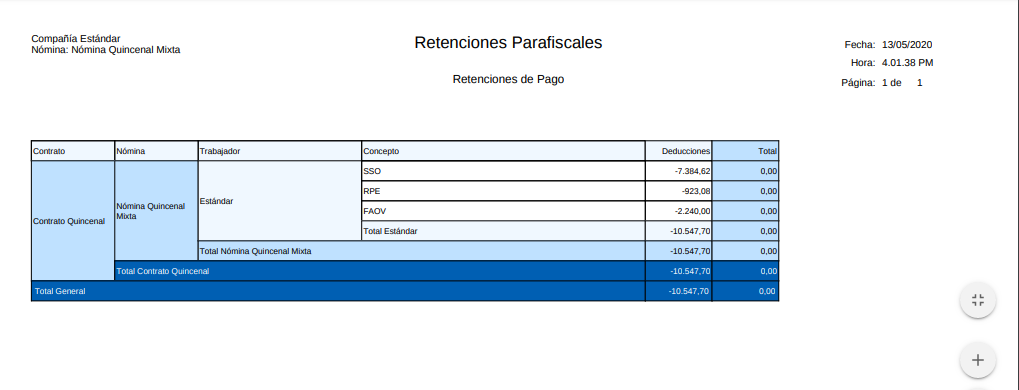 Compañía Estándar
Nómina: Nómina Quincenal Mixta
Retenciones Parafiscales
Retenciones de Pago
Fecha: 13/05/2020
Hora: 4.01.38 PM
Página: 1 de 1
Contrato Nómina Trabajador Concepto Deducciones Total
Contrato Quincenal
Nómina Quincenal
Mixta
Estándar
SSO -7.384,62 0,00
RPE -923,08 0,00
FAOV -2.240,00 0,00
Total Estándar -10.547,70 0,00
Total Nómina Quincenal Mixta -10.547,70 0,00
Total Contrato Quincenal -10.547,70 0,00
Total General -10.547,70 0,00